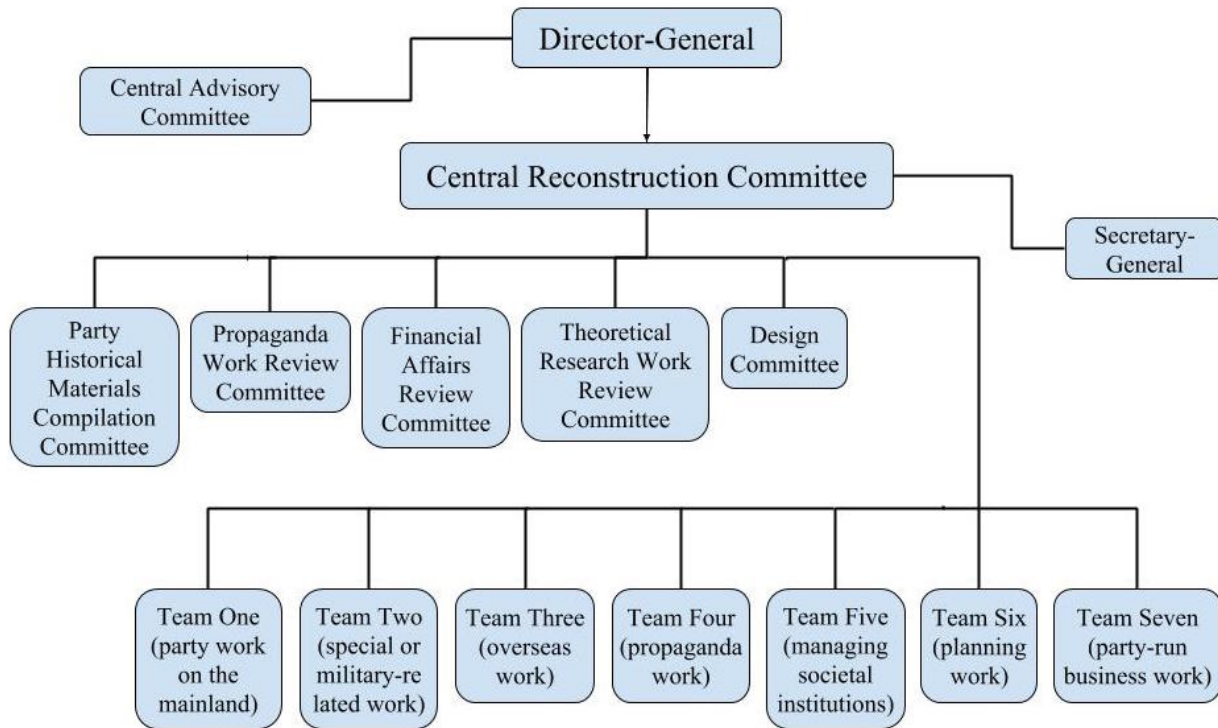 Director-General
Central Advisory
Committee
Central Reconstruction Committee
Secretary-
General
Party
Historical
Materials
Compilation
Committee
Propaganda
Work Review
Committee
Financial
Affairs
Review
Committee
Theoretical
Research Work
Review
Committee
Design
Committee
Team One
(party work
on the
mainland)
Team Two
(special or
military-re
lated work)
Team Three
(overseas
work)
Team Four
(propaganda
work)
Team Five
(managing
societal
institutions)
Team Six
(planning
work)
Team Seven
(party-run
business work)